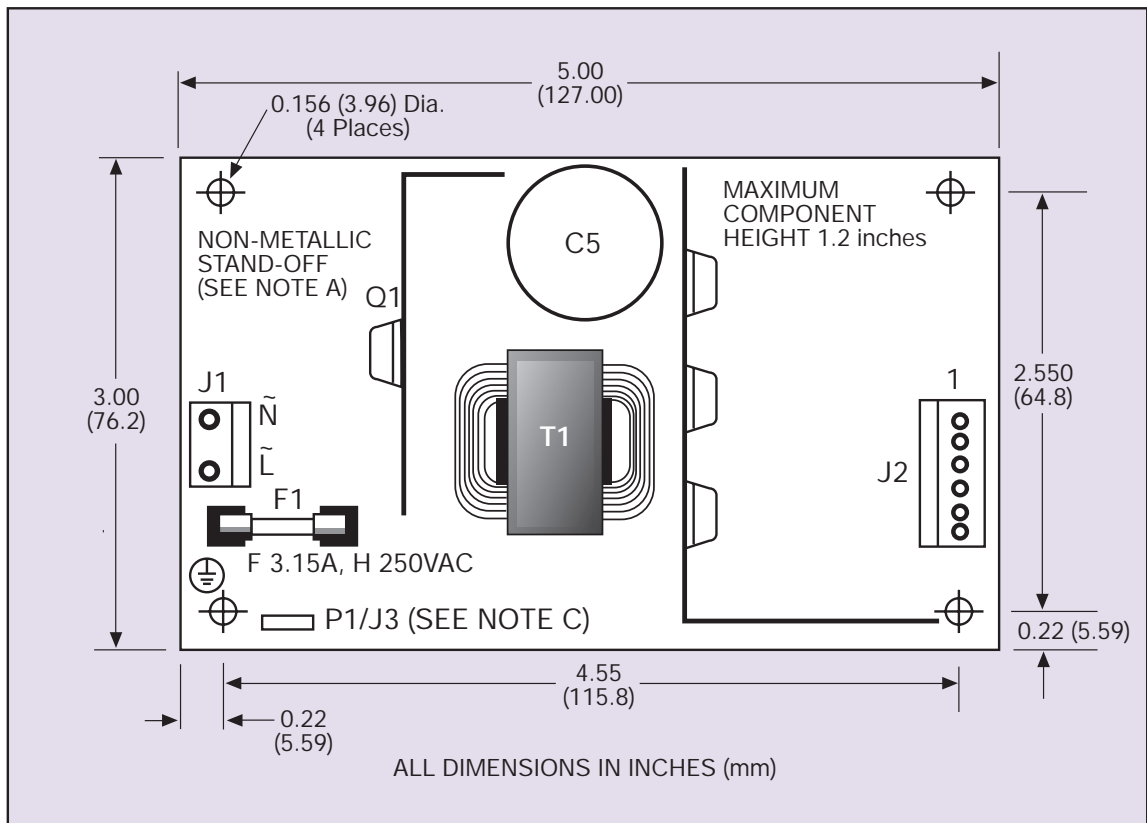 5.00
(127.00)
0.156 (3.96) Dia.
(4 Places)
MAXIMUM
COMPONENT
HEIGHT 1.2 inches
C5
NON-METALLIC
STAND-OFF
(SEE NOTE A)
Q1
3.00
(76.2)
J1
~
N
~
L
T1
1
2.550
(64.8)
J2
F1
F 3.15A, H 250VAC
P1/J3 (SEE NOTE C)
0.22 (5.59)
4.55
(115.8)
0.22
(5.59)
ALL DIMENSIONS IN INCHES (mm)